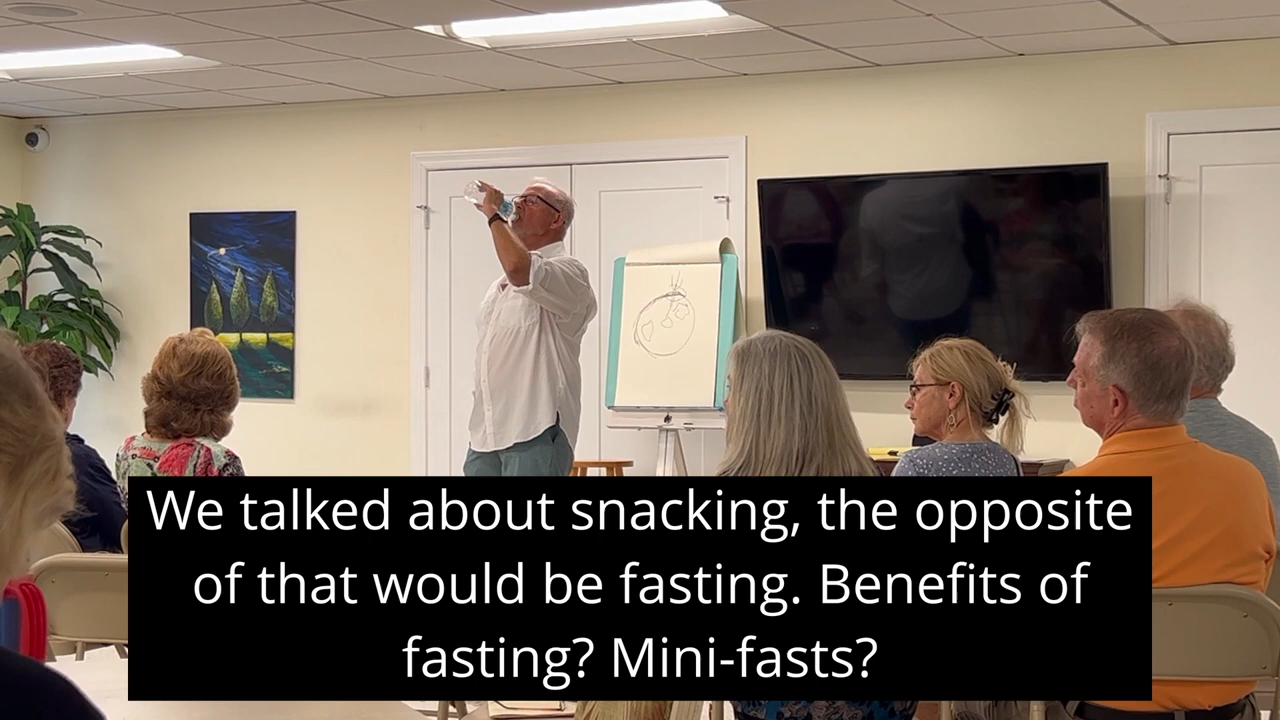 We talked about snacking, the opposite
of that would be fasting. Benefits of
fasting? Mini-fasts?